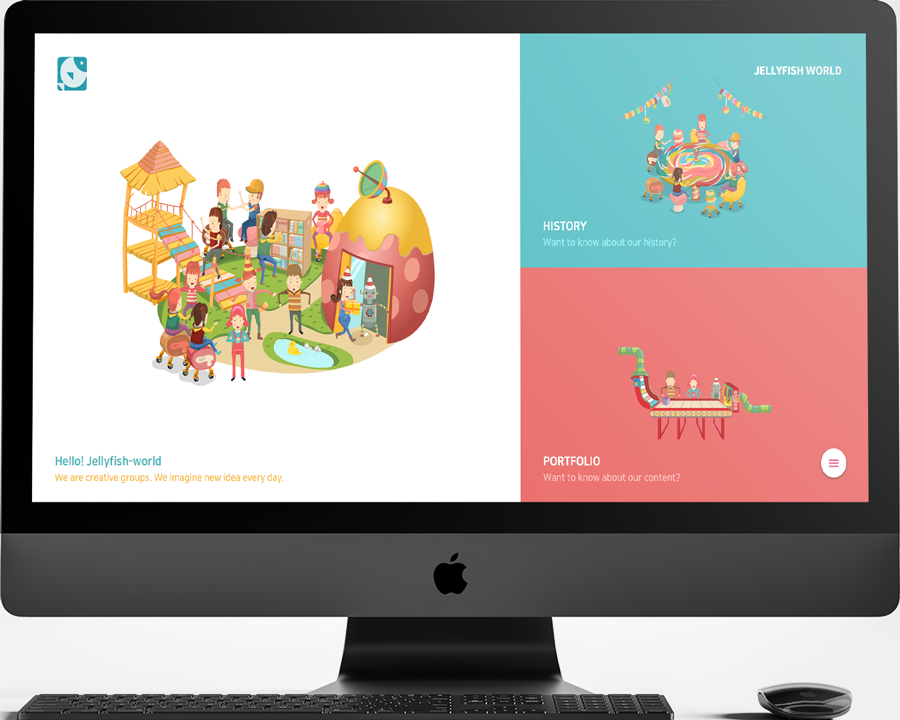 JELLYFISH WORLD
HISTORY
Want to know about our history?
Hello! Jellyfish-world
We are creative groups. We imagine new idea every day.
PORTFOLIO
Want to know about our content?